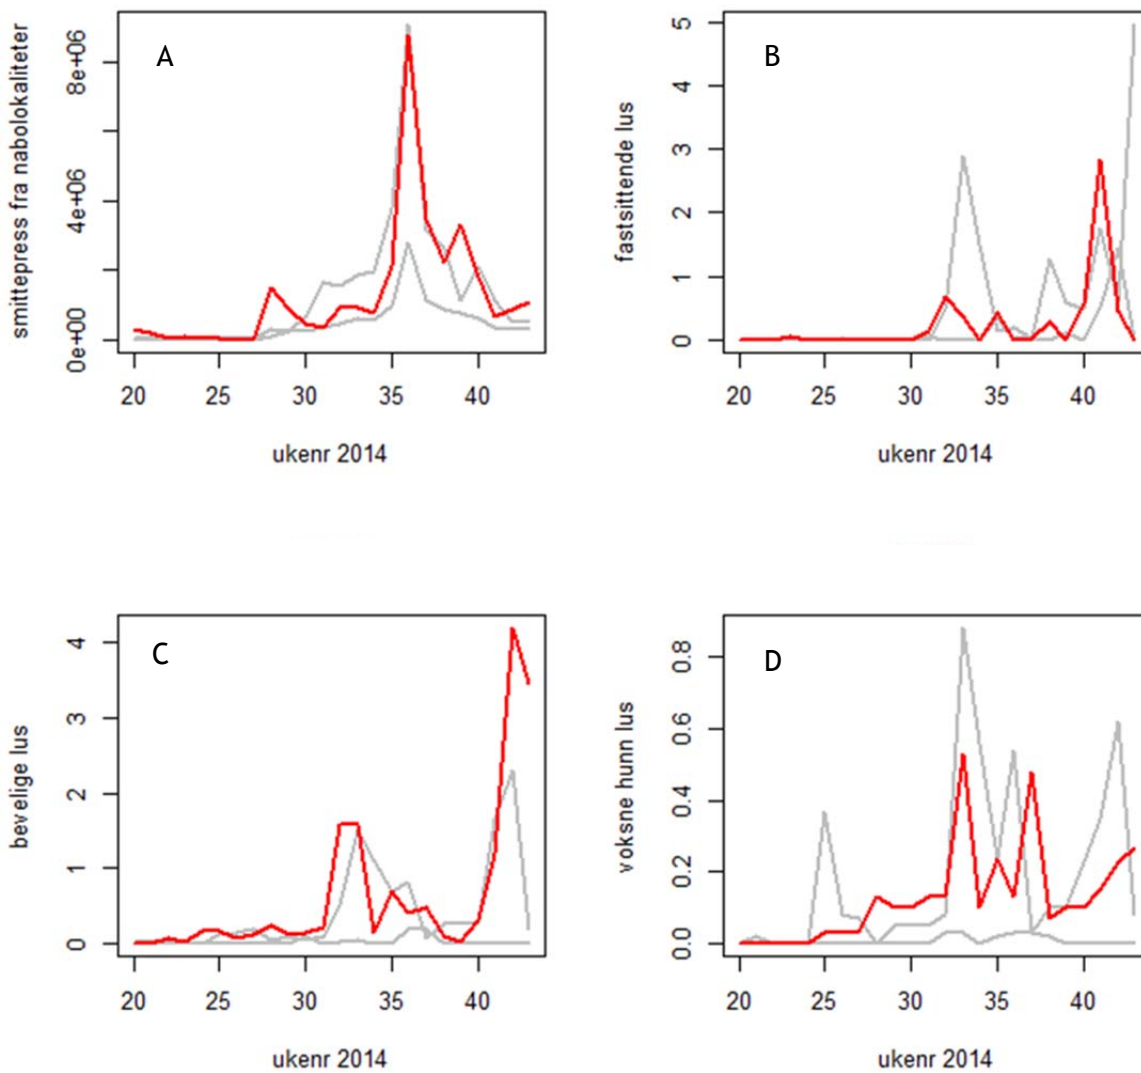 A
smittepress fra nabolokaliteter
8e+06
4e+06
0e+00
20 25 30 35 40
ukenr 2014
B
fastsittende lus
5
4
3
2
1
0
20 25 30 35 40
ukenr 2014
C
bevelige lus
4
3
2
1
0
20 25 30 35 40
ukenr 2014
D
voksne hunn lus
0.8
0.6
0.4
0.2
0.0
20 25 30 35 40
ukenr 2014